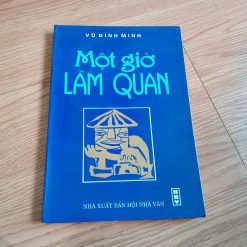 VŨ ĐÌNH MINH
Một giờ
LÀM QUAN
NHÀ XUẤT BẢN HỘI NHÀ VĂN